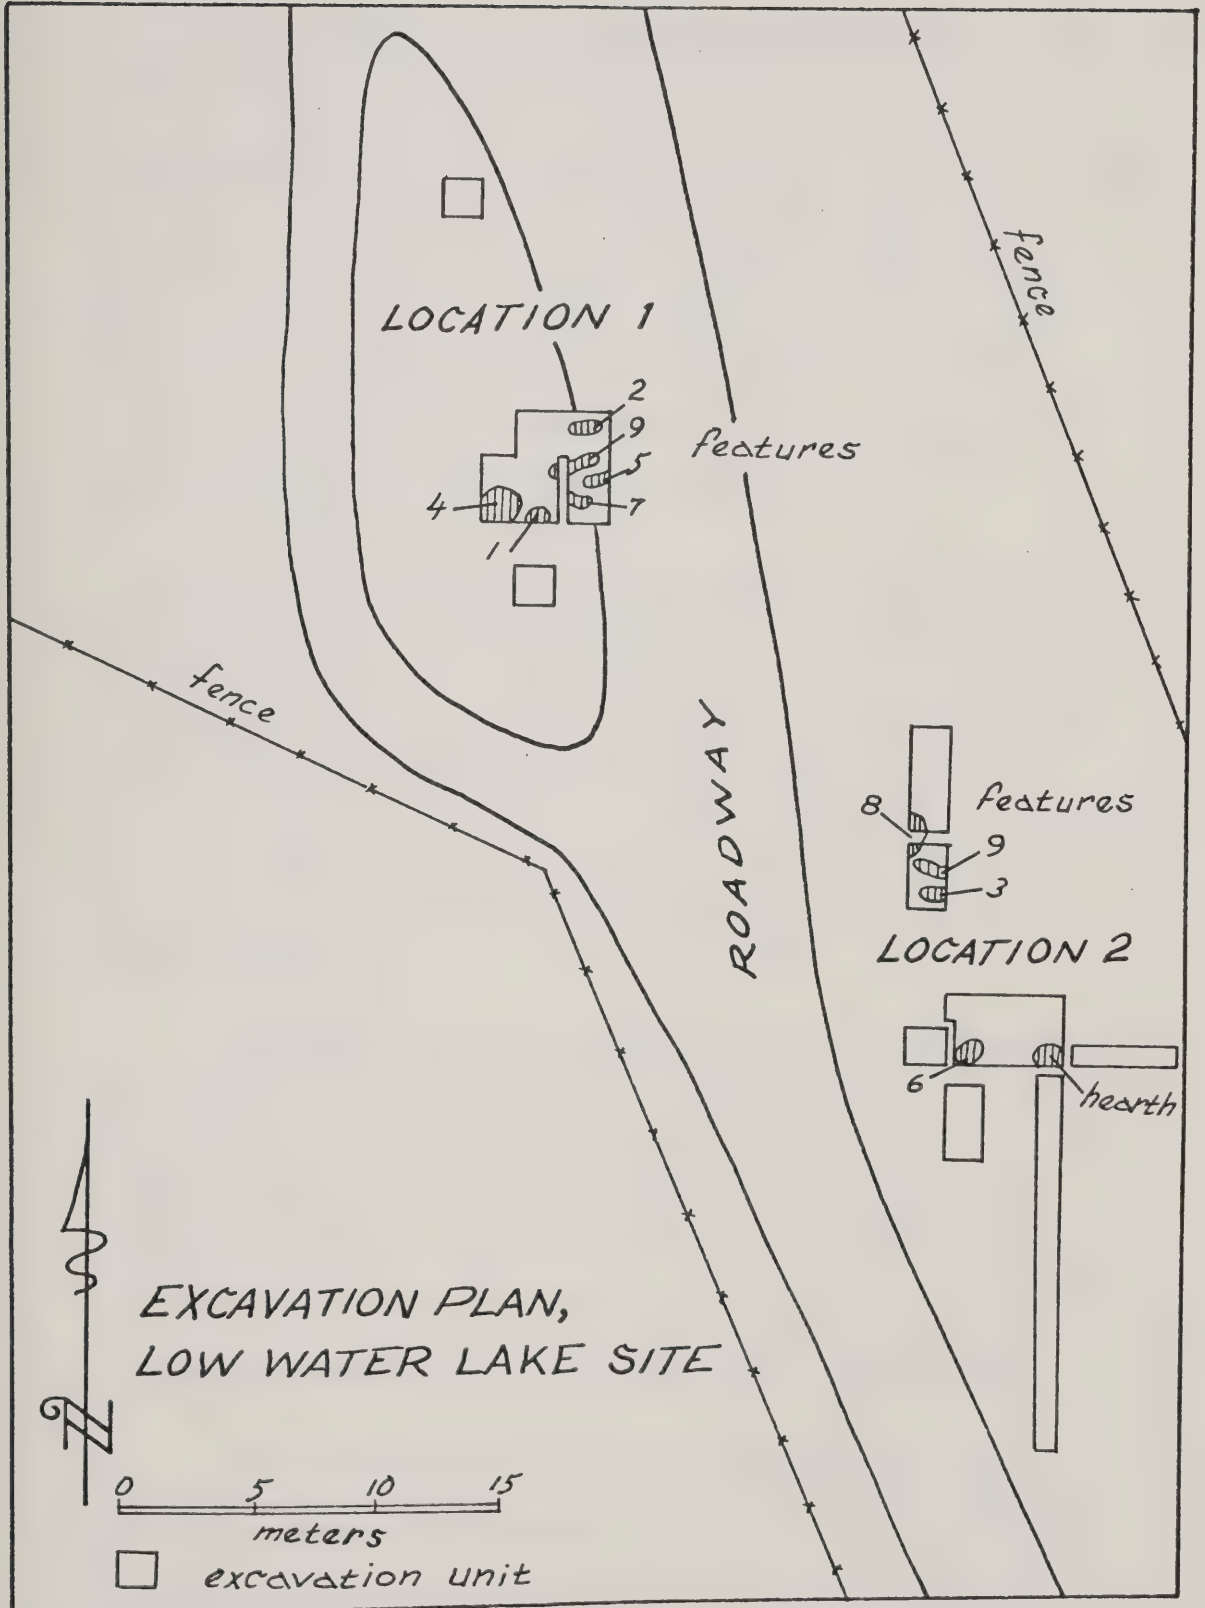 fence
LOCATION 1
2
9
features
5
4
7
1
fence
ROADWAY
features
8
9
3
LOCATION 2
6
hearth
EXCAVATION PLAN,
LOW WATER LAKE SITE
N
0 5 10 15
meters
excavation unit